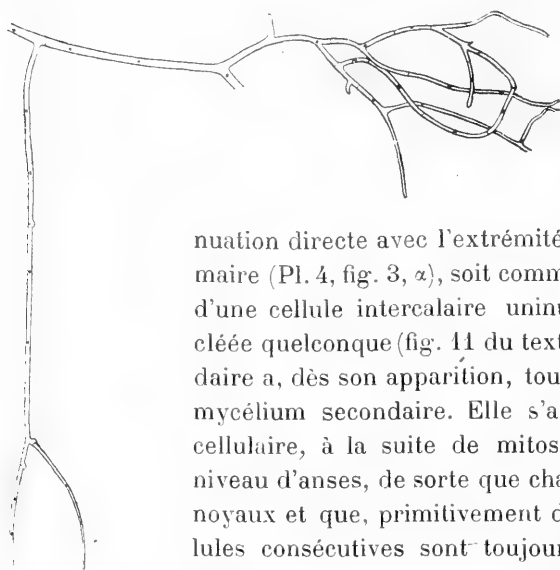 nuation directe avec l'extrémité
maire (Pl. 4, fig. 3, α), soit comm
d'une cellule intercalaire uninu
cléée quelconque (fig. 11 du text
daire a, dès son apparition, tou
mycélium secondaire. Elle s'a
cellulaire, à la suite de mitos
niveau d'anses, de sorte que cha
noyaux et que, primitivement d
lules consécutives sont toujour